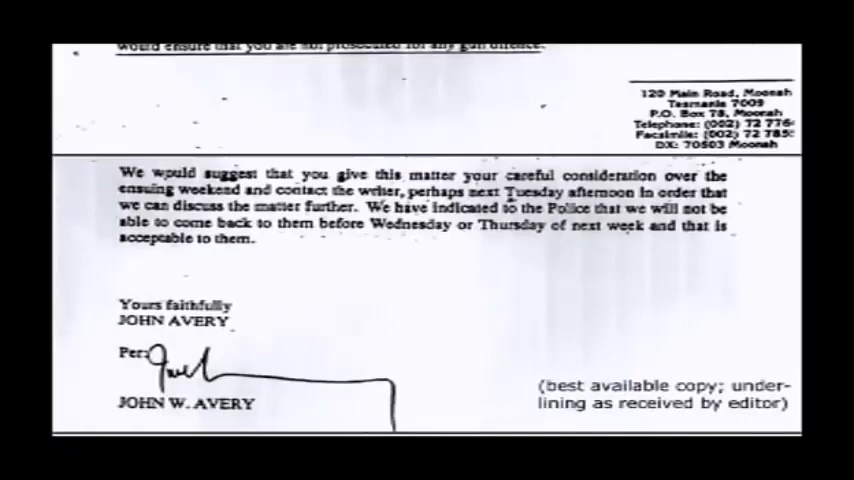 would ensure that you are not prosecuted for any gun offence.
120 Main Road, Moonah
Tasmania 7009
P.O. Box 78, Moonah
Telephone: (002) 72 776
Facsimile: (002) 72 785
DX: 70503 Moonah
We would suggest that you give this matter your careful consideration over the
ensuing weekend and contact the writer, perhaps next Tuesday afternoon in order that
we can discuss the matter further. We have indicated to the Police that we will not be
able to come back to them before Wednesday or Thursday of next week and that is
acceptable to them.
Yours faithfully
JOHN AVERY
Per:
JOHN W. AVERY
(best available copy; under-
lining as received by editor)